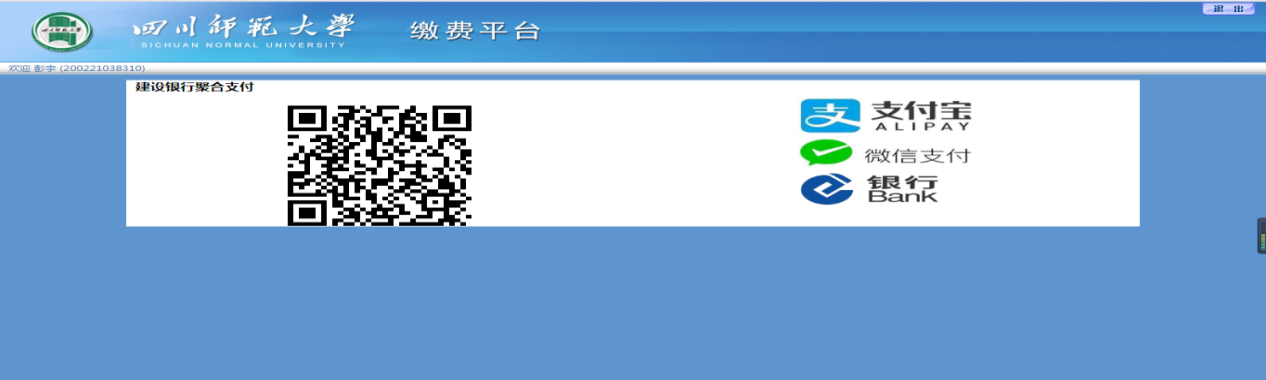 四川师范大学 缴费平台 退 出
SICHUAN NORMAL UNIVERSITY
欢迎 彭宇 (200221038310)
建设银行聚合支付
支付宝
ALIPAY
微信支付
银行
Bank